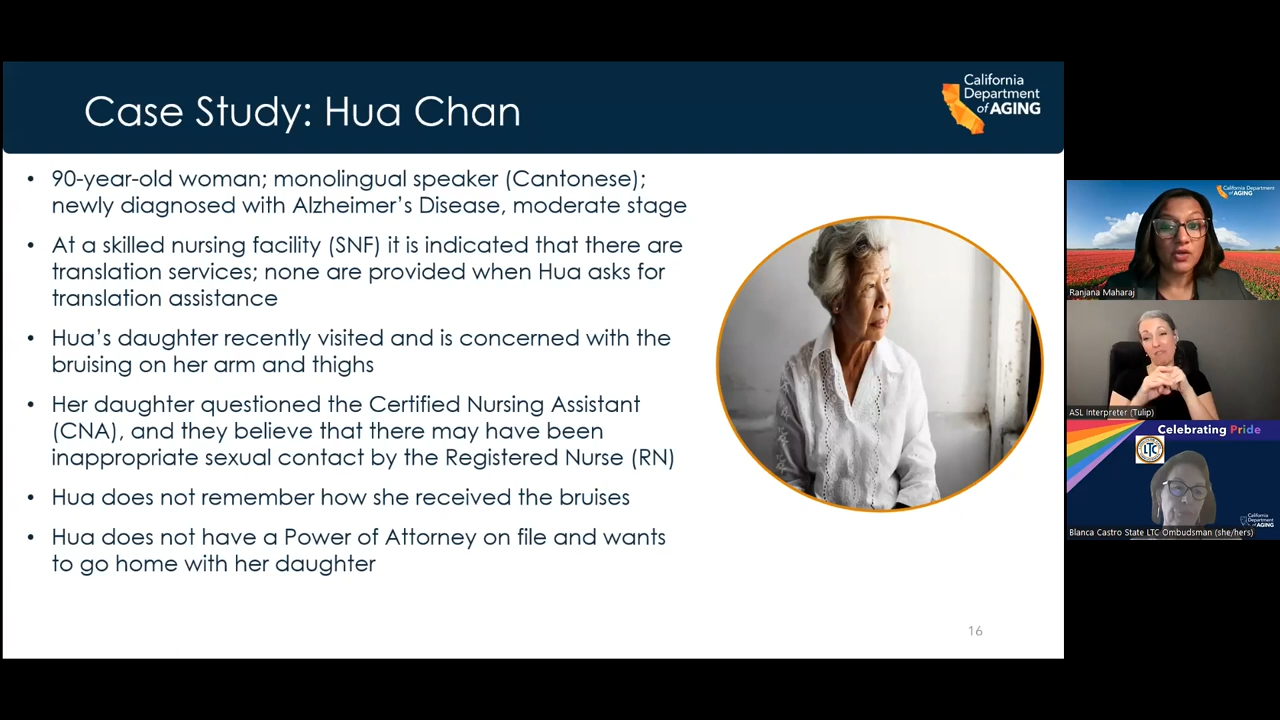 Case Study: Hua Chan
California
Department
of AGING
• 90-year-old woman; monolingual speaker (Cantonese);
newly diagnosed with Alzheimer's Disease, moderate stage
• At a skilled nursing facility (SNF) it is indicated that there are
translation services; none are provided when Hua asks for
translation assistance
• Hua's daughter recently visited and is concerned with the
bruising on her arm and thighs
• Her daughter questioned the Certified Nursing Assistant
(CNA), and they believe that there may have been
inappropriate sexual contact by the Registered Nurse (RN)
• Hua does not remember how she received the bruises
• Hua does not have a Power of Attorney on file and wants
to go home with her daughter
16
California Department
of AGING
Ranjana Maharaj
ASL Interpreter (Tulip)
Celebrating Pride
LTC
California
Department
of AGING
Blanca Castro State LTC Ombudsman (she/hers)